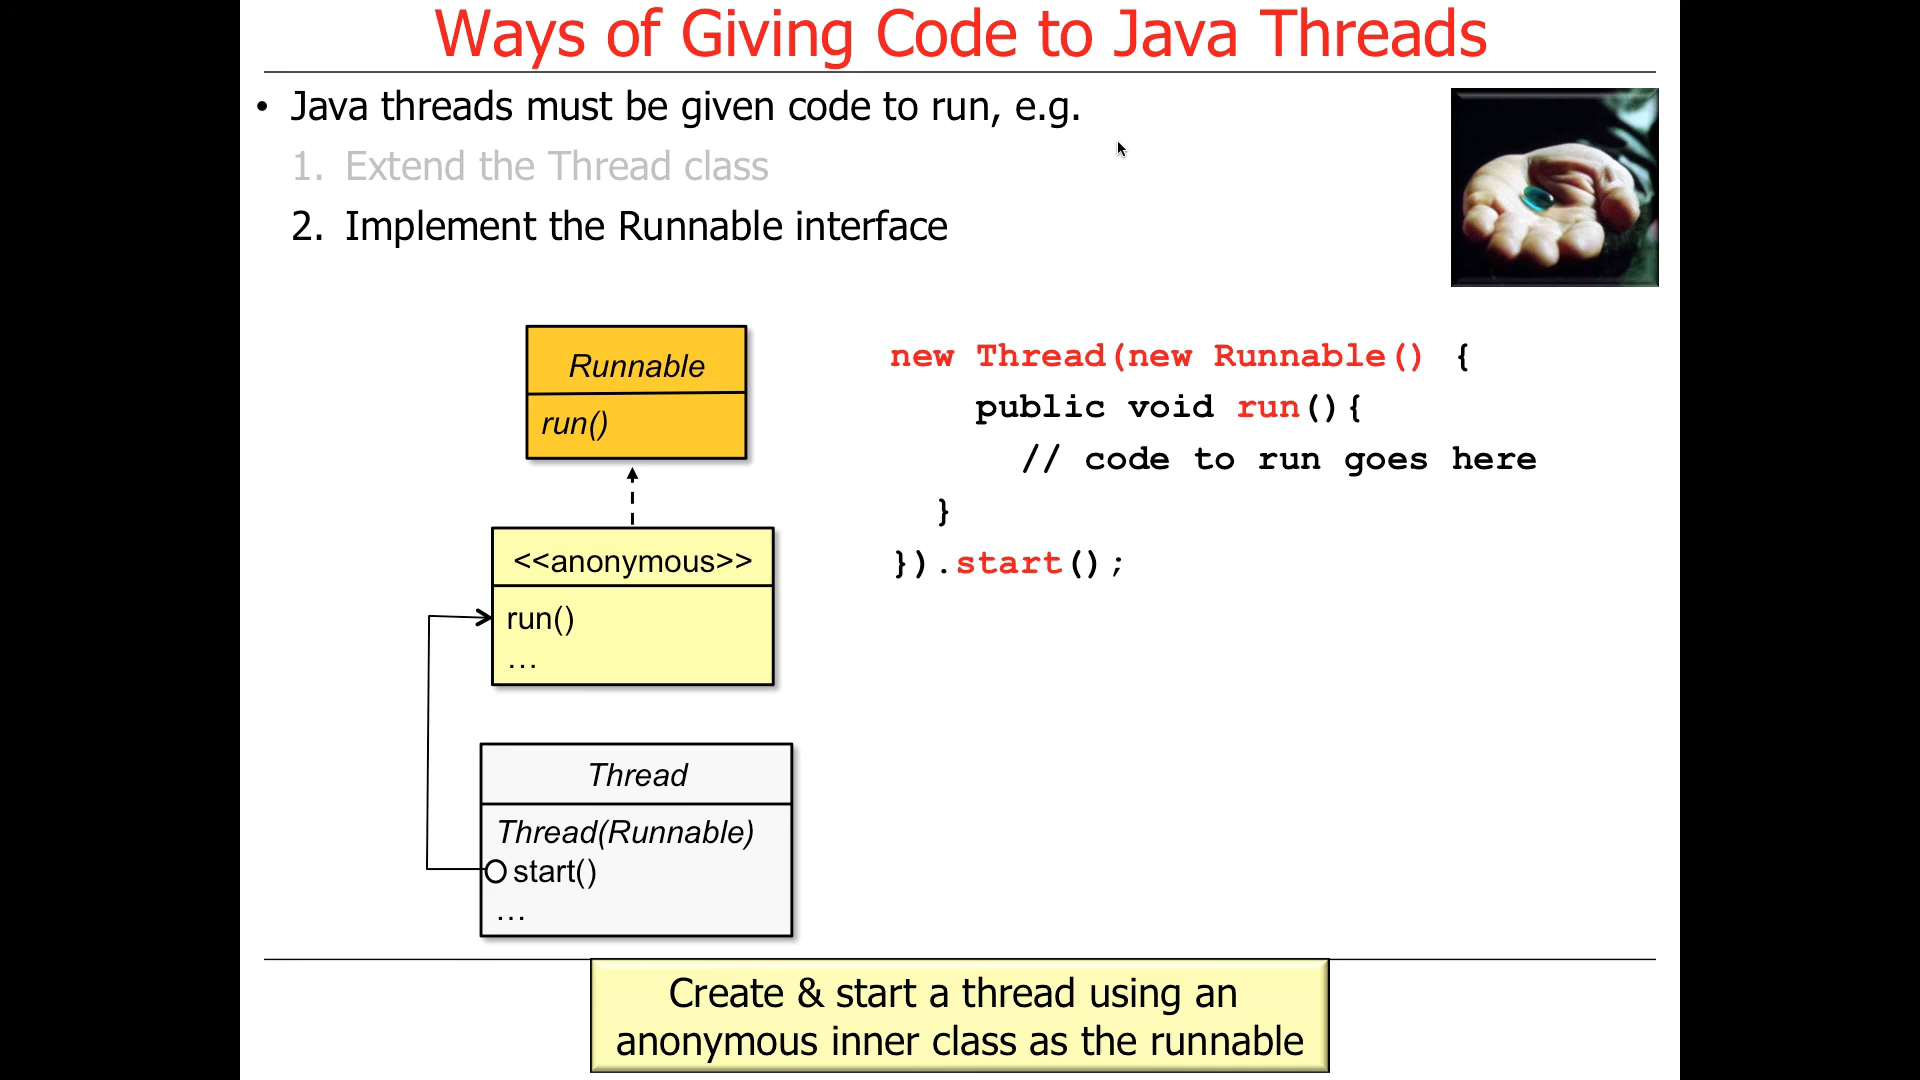 Ways of Giving Code to Java Threads
• Java threads must be given code to run, e.g.
1. Extend the Thread class
2. Implement the Runnable interface
Runnable
run()
<<anonymous>>
run()
…
Thread
Thread(Runnable)
start()
…
new Thread(new Runnable() {
public void run(){
// code to run goes here
}
}).start();
Create & start a thread using an
anonymous inner class as the runnable